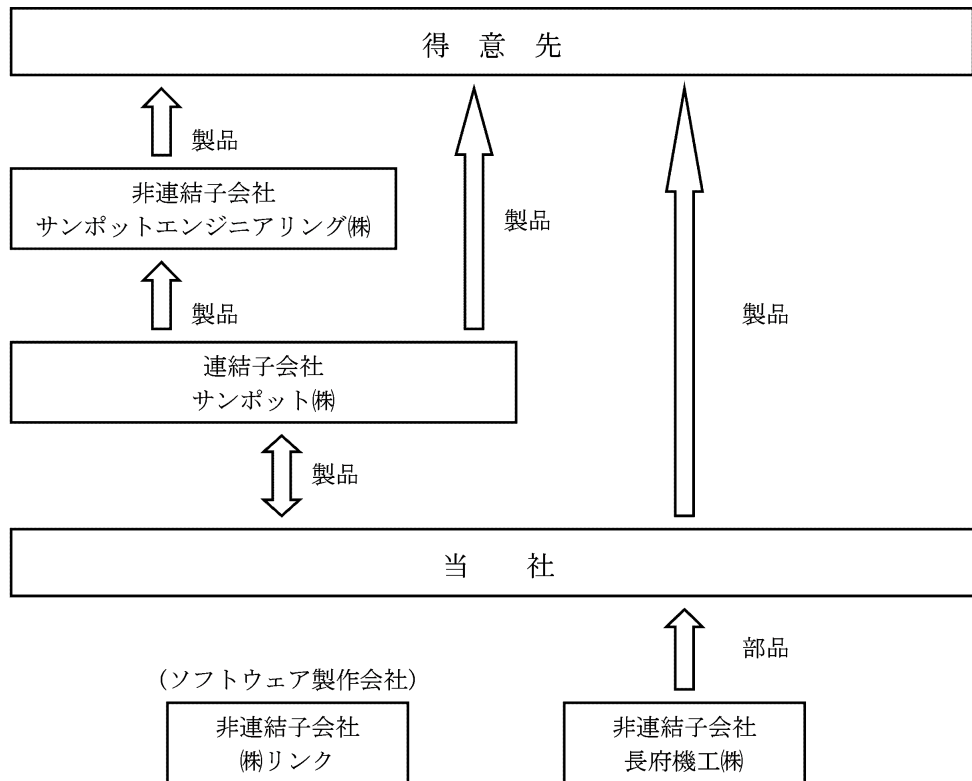 得 意 先
製品
非連結子会社
サンポットエンジニアリング㈱
製品
製品
製品
連結子会社
サンポット㈱
製品
当 社
部品
(ソフトウェア製作会社)
非連結子会社
㈱リンク
非連結子会社
長府機工㈱